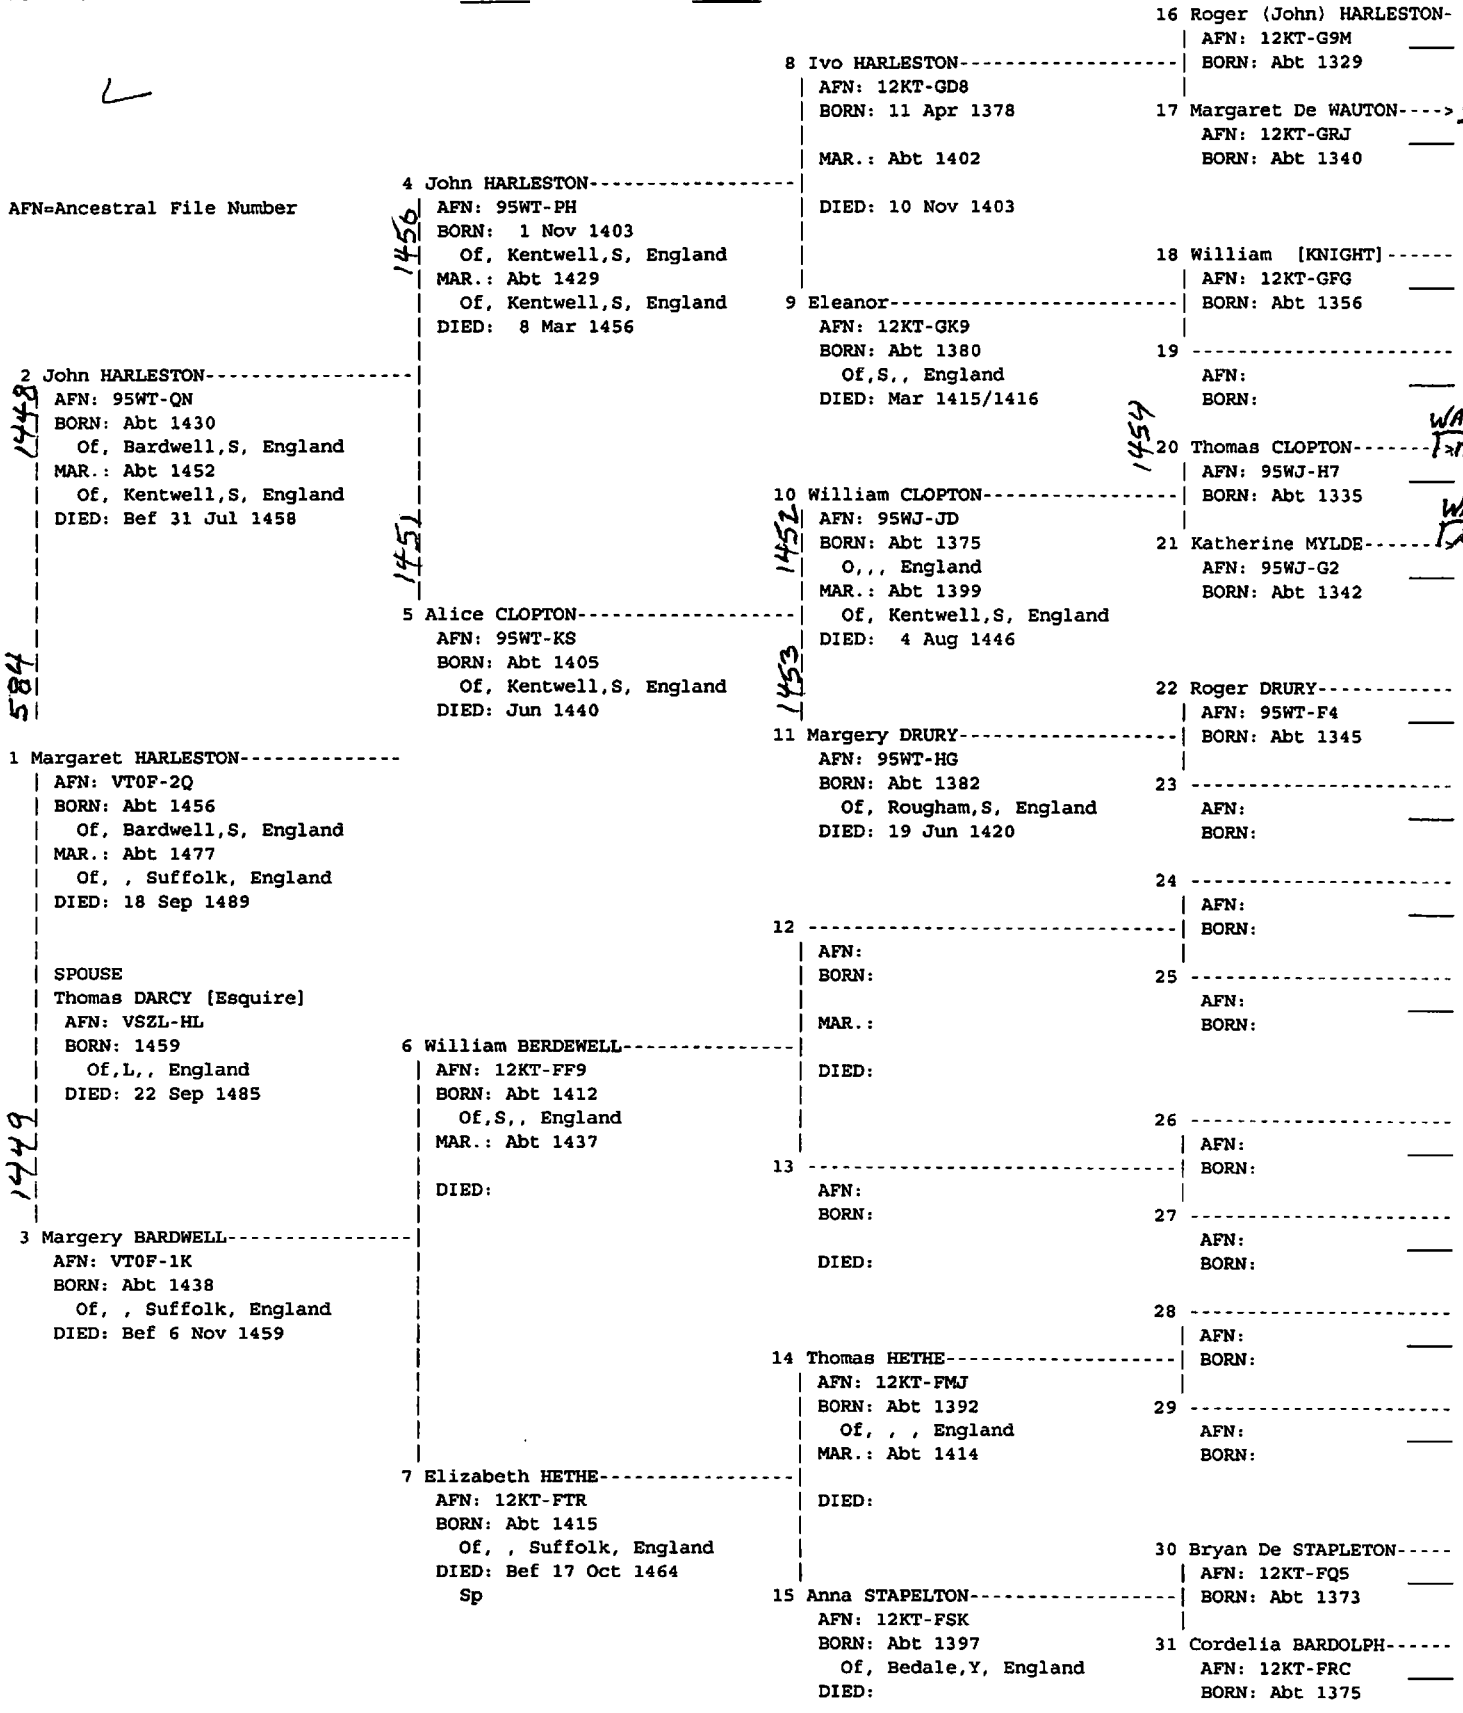 AFN=Ancestral File Number
1448
584
1 Margaret HARLESTON--------------
AFN: VT0F-2Q
BORN: Abt 1456
Of, Bardwell,S, England
MAR.: Abt 1477
Of, , Suffolk, England
DIED: 18 Sep 1489
SPOUSE
Thomas DARCY [Esquire]
AFN: VSZL-HL
BORN: 1459
Of,L,, England
DIED: 22 Sep 1485
1449
2 John HARLESTON------------------
AFN: 95WT-QN
BORN: Abt 1430
Of, Bardwell,S, England
MAR.: Abt 1452
Of, Kentwell,S, England
DIED: Bef 31 Jul 1458
3 Margery BARDWELL----------------
AFN: VT0F-1K
BORN: Abt 1438
Of, , Suffolk, England
DIED: Bef 6 Nov 1459
1450
1451
4 John HARLESTON------------------
AFN: 95WT-PH
BORN: 1 Nov 1403
Of, Kentwell,S, England
MAR.: Abt 1429
Of, Kentwell,S, England
DIED: 8 Mar 1456
5 Alice CLOPTON-------------------
AFN: 95WT-KS
BORN: Abt 1405
Of, Kentwell,S, England
DIED: Jun 1440
6 William BERDEWELL---------------
AFN: 12KT-FF9
BORN: Abt 1412
Of,S,, England
MAR.: Abt 1437
DIED:
7 Elizabeth HETHE-----------------
AFN: 12KT-FTR
BORN: Abt 1415
Of, , Suffolk, England
DIED: Bef 17 Oct 1464
Sp
8 Ivo HARLESTON-------------------
AFN: 12KT-GD8
BORN: 11 Apr 1378
MAR.: Abt 1402
DIED: 10 Nov 1403
9 Eleanor-------------------------
AFN: 12KT-GK9
BORN: Abt 1380
Of,S,, England
DIED: Mar 1415/1416
1452
1453
10 William CLOPTON-----------------
AFN: 95WJ-JD
BORN: Abt 1375
O,,, England
MAR.: Abt 1399
Of, Kentwell,S, England
DIED: 4 Aug 1446
11 Margery DRURY-------------------
AFN: 95WT-HG
BORN: Abt 1382
Of, Rougham,S, England
DIED: 19 Jun 1420
12 --------------------------------
AFN:
BORN:
MAR.:
DIED:
13 --------------------------------
AFN:
BORN:
DIED:
14 Thomas HETHE--------------------
AFN: 12KT-FMJ
BORN: Abt 1392
Of, , , England
MAR.: Abt 1414
DIED:
15 Anna STAPELTON------------------
AFN: 12KT-FSK
BORN: Abt 1397
Of, Bedale,Y, England
DIED:
16 Roger (John) HARLESTON-
AFN: 12KT-G9M
BORN: Abt 1329
17 Margaret De WAUTON---->
AFN: 12KT-GRJ
BORN: Abt 1340
18 William [KNIGHT]------
AFN: 12KT-GFG
BORN: Abt 1356
19 -----------------------
AFN:
BORN:
1454
20 Thomas CLOPTON-------
AFN: 95WJ-H7
BORN: Abt 1335
21 Katherine MYLDE------
AFN: 95WJ-G2
BORN: Abt 1342
22 Roger DRURY------------
AFN: 95WT-F4
BORN: Abt 1345
23 -----------------------
AFN:
BORN:
24 -----------------------
AFN:
BORN:
25 -----------------------
AFN:
BORN:
26 -----------------------
AFN:
BORN:
27 -----------------------
AFN:
BORN:
28 -----------------------
AFN:
BORN:
29 -----------------------
AFN:
BORN:
30 Bryan De STAPLETON-----
AFN: 12KT-FQ5
BORN: Abt 1373
31 Cordelia BARDOLPH------
AFN: 12KT-FRC
BORN: Abt 1375